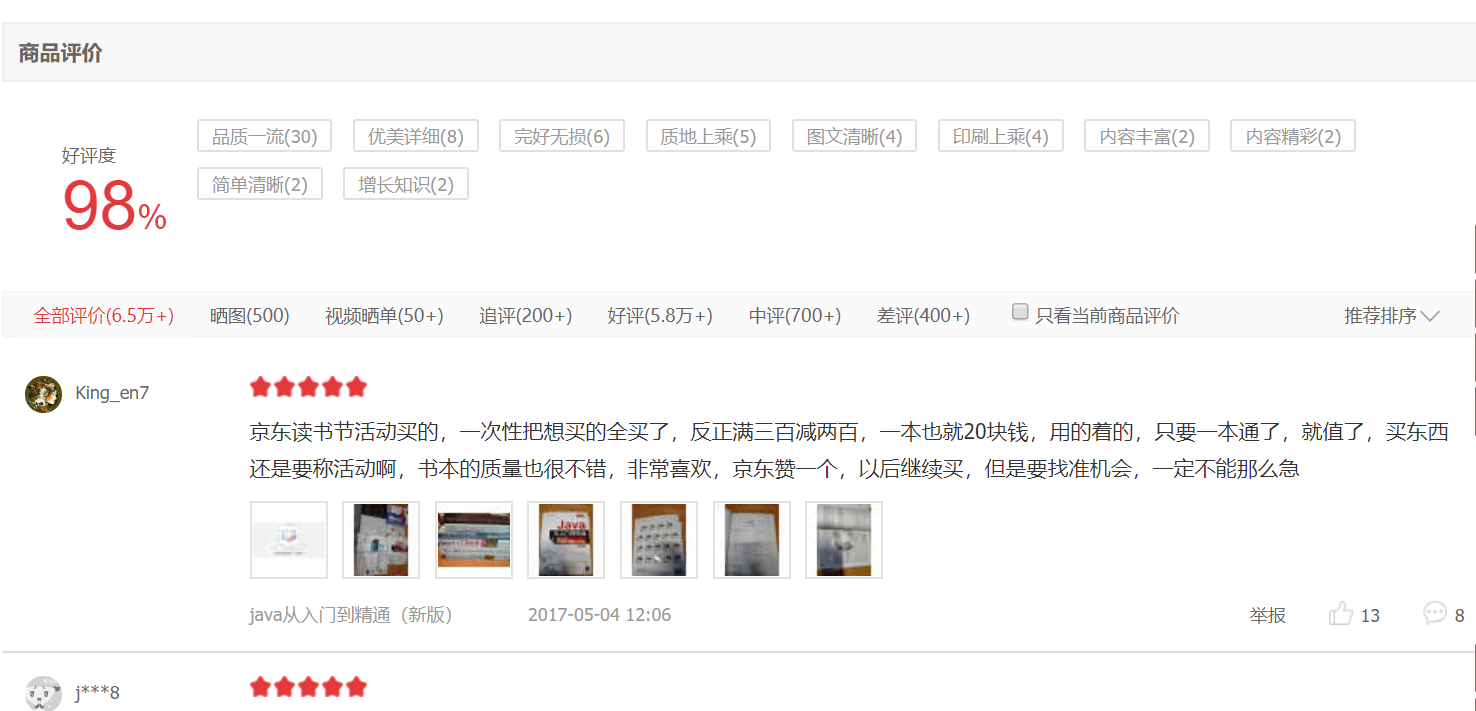 商品评价
好评度
98%
品质一流(30) 优美详细(8) 完好无损(6) 质地上乘(5) 图文清晰(4) 印刷上乘(4) 内容丰富(2) 内容精彩(2)
简单清晰(2) 增长知识(2)
全部评价(6.5万+) 晒图(500) 视频晒单(50+) 追评(200+) 好评(5.8万+) 中评(700+) 差评(400+) 只看当前商品评价 推荐排序
King_en7
京东读书节活动买的，一次性把想买的全买了，反正满三百减两百，一本也就20块钱，用的着的，只要一本通了，就值了，买东西
还是要称活动啊，书本的质量也很不错，非常喜欢，京东赞一个，以后继续买，但是要找准机会，一定不能那么急
Java
java从入门到精通（新版） 2017-05-04 12:06 举报 13 8
j***8